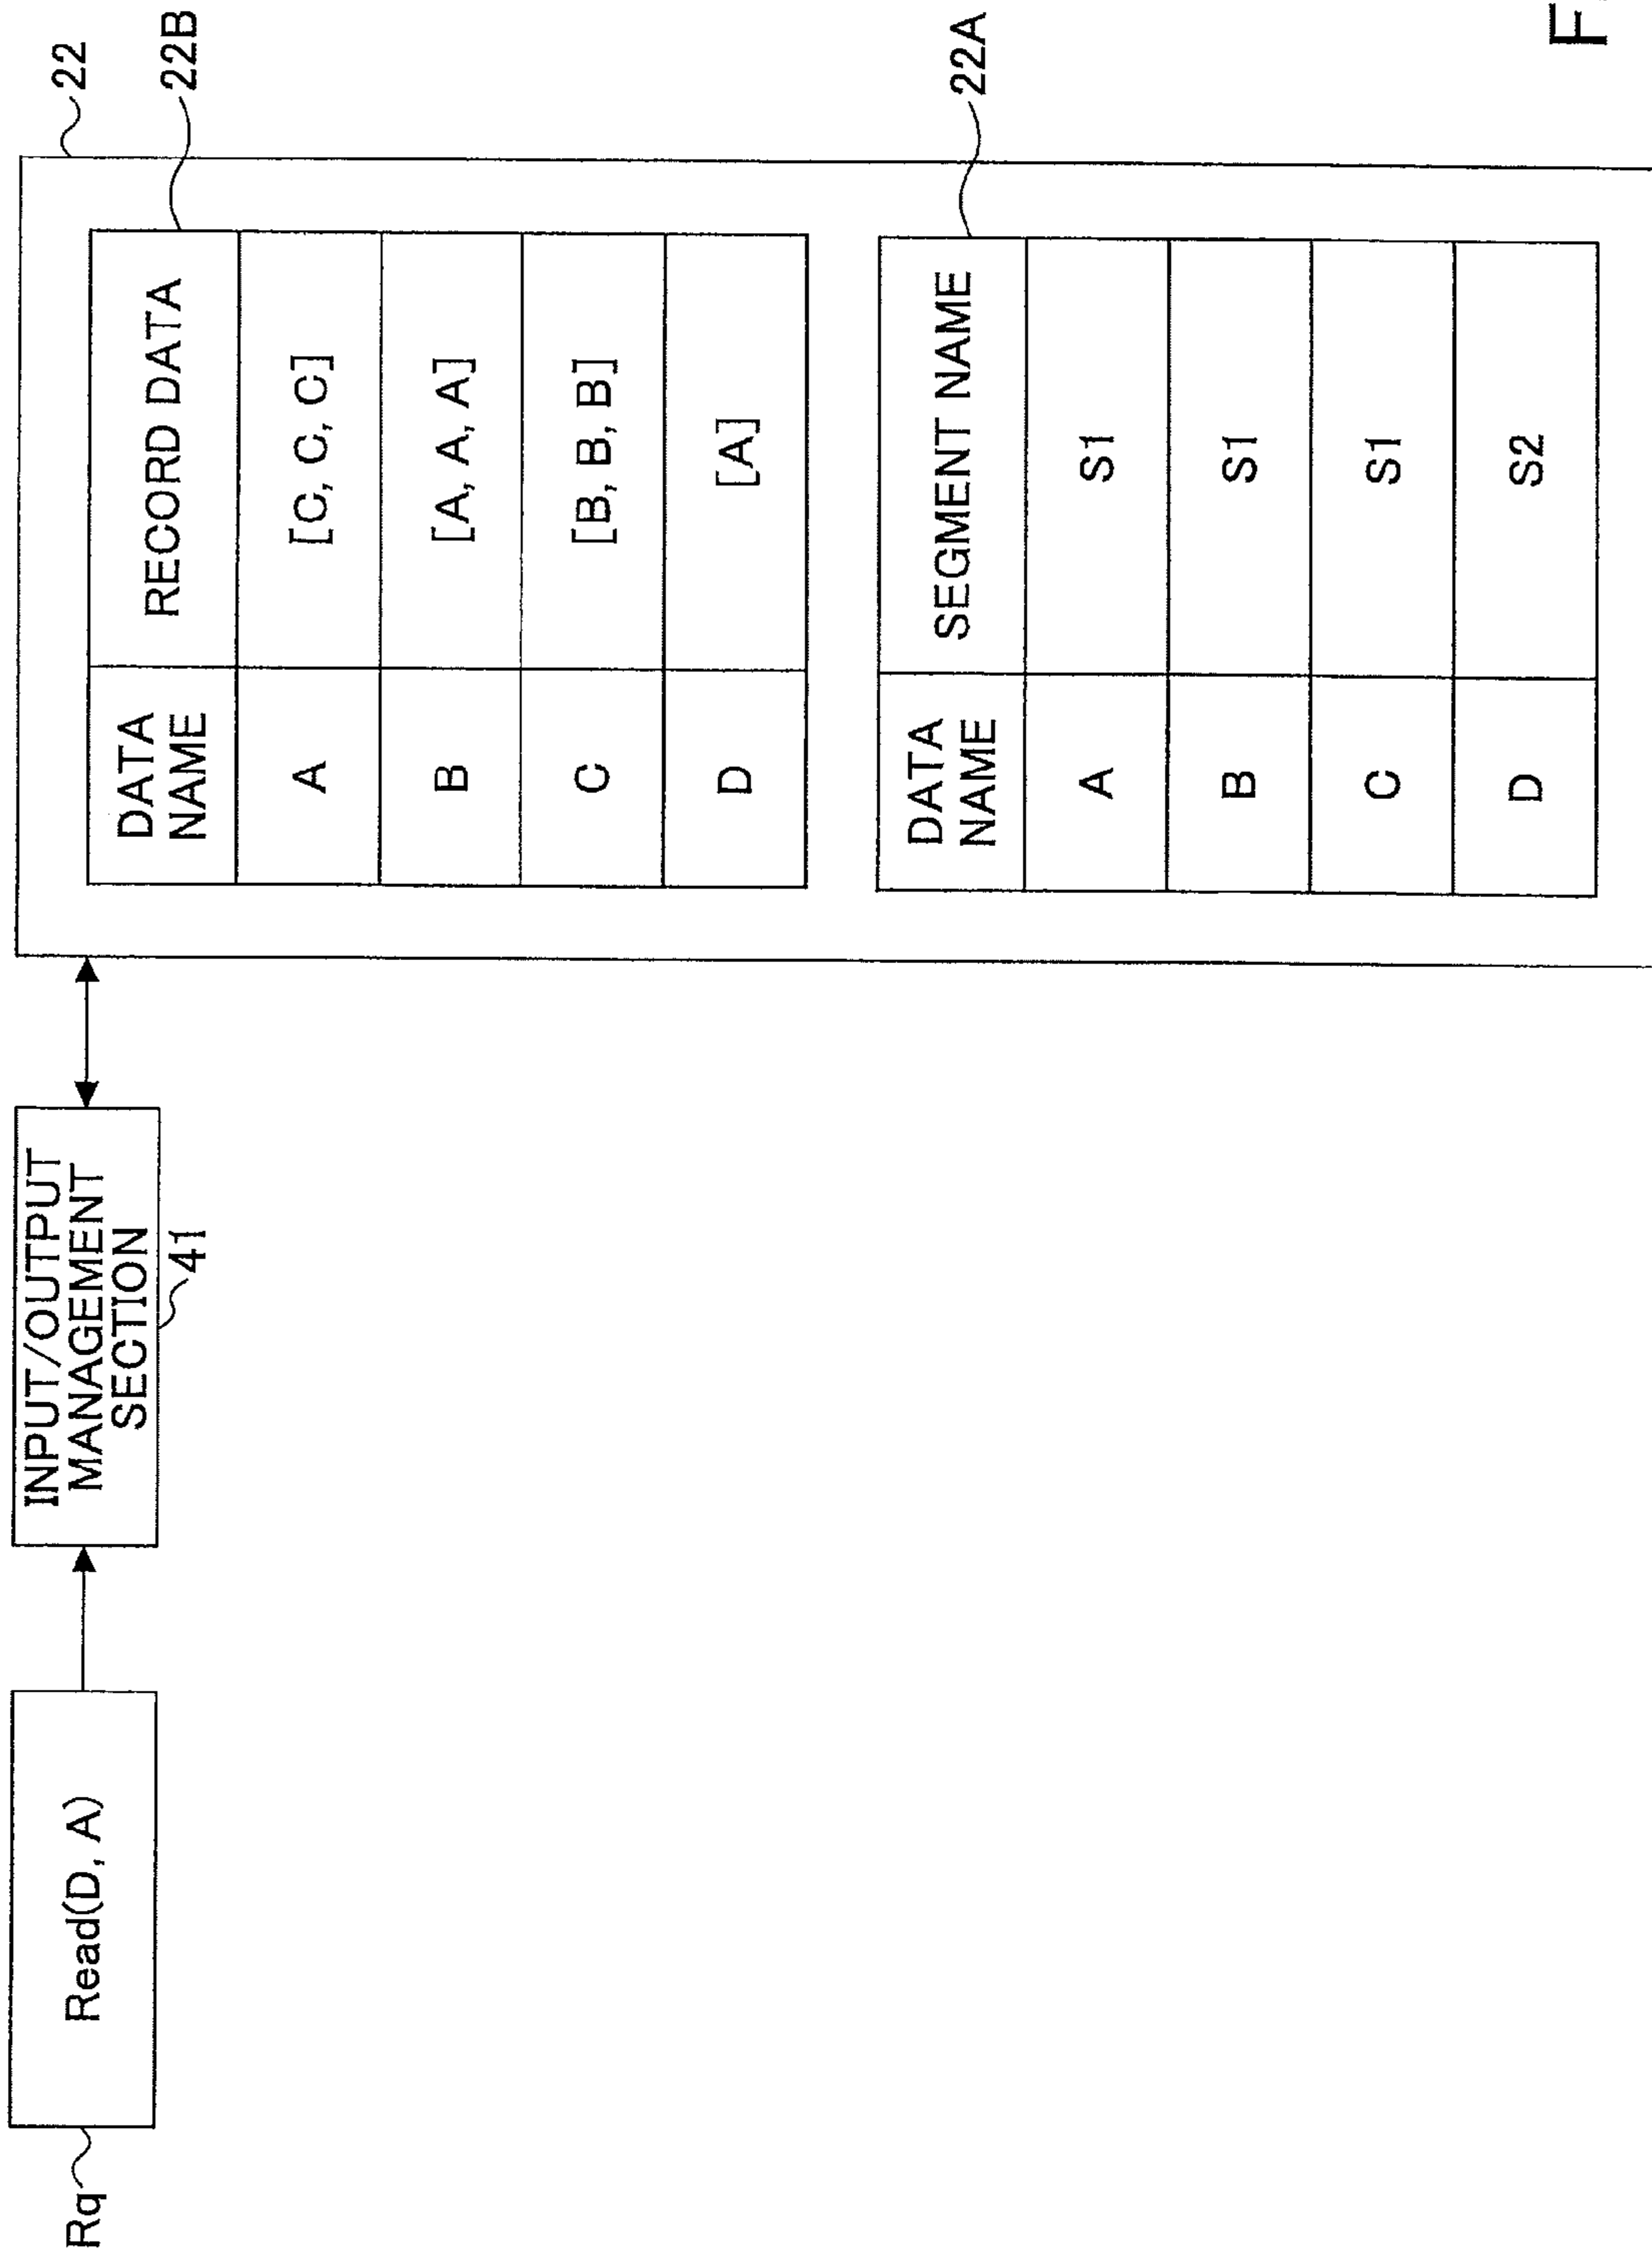 Rq
Read(D, A)
INPUT/OUTPUT
MANAGEMENT
SECTION
41
22
22B
DATA
NAME
RECORD DATA
A
[C, C, C]
B
[A, A, A]
C
[B, B, B]
D
[A]
22A
DATA
NAME
SEGMENT NAME
A
S1
B
S1
C
S1
D
S2
F